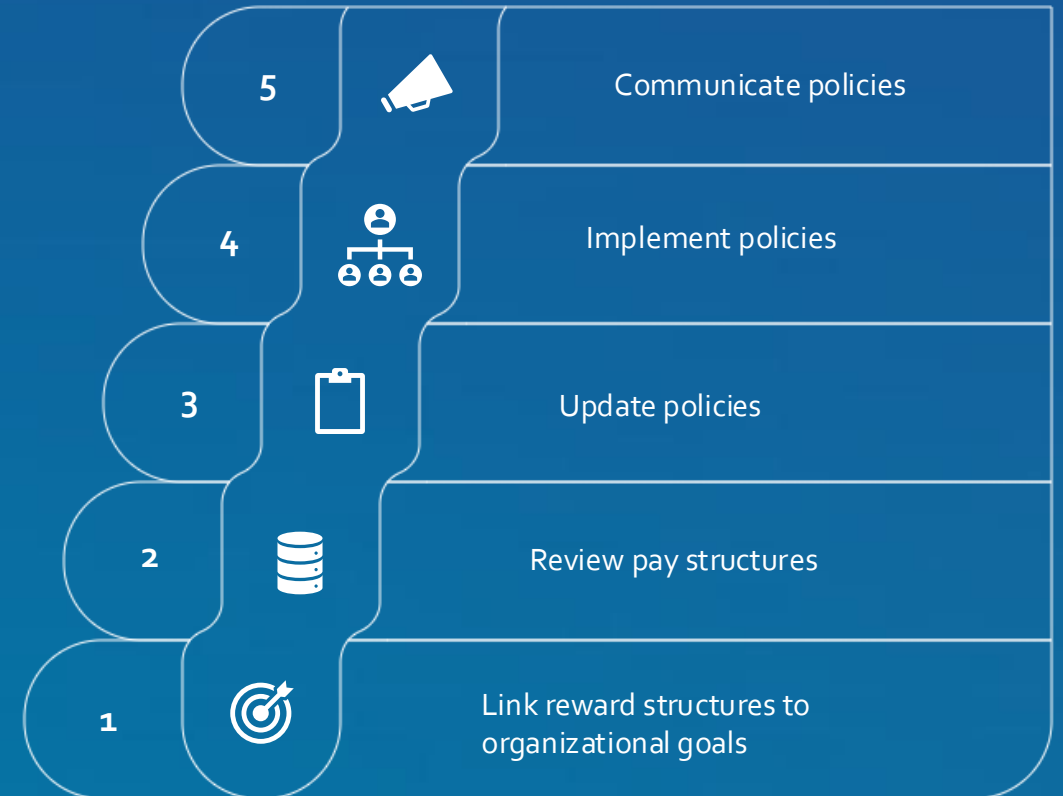 5
Communicate policies
4
Implement policies
3
Update policies
2
Review pay structures
1
Link reward structures to
organizational goals